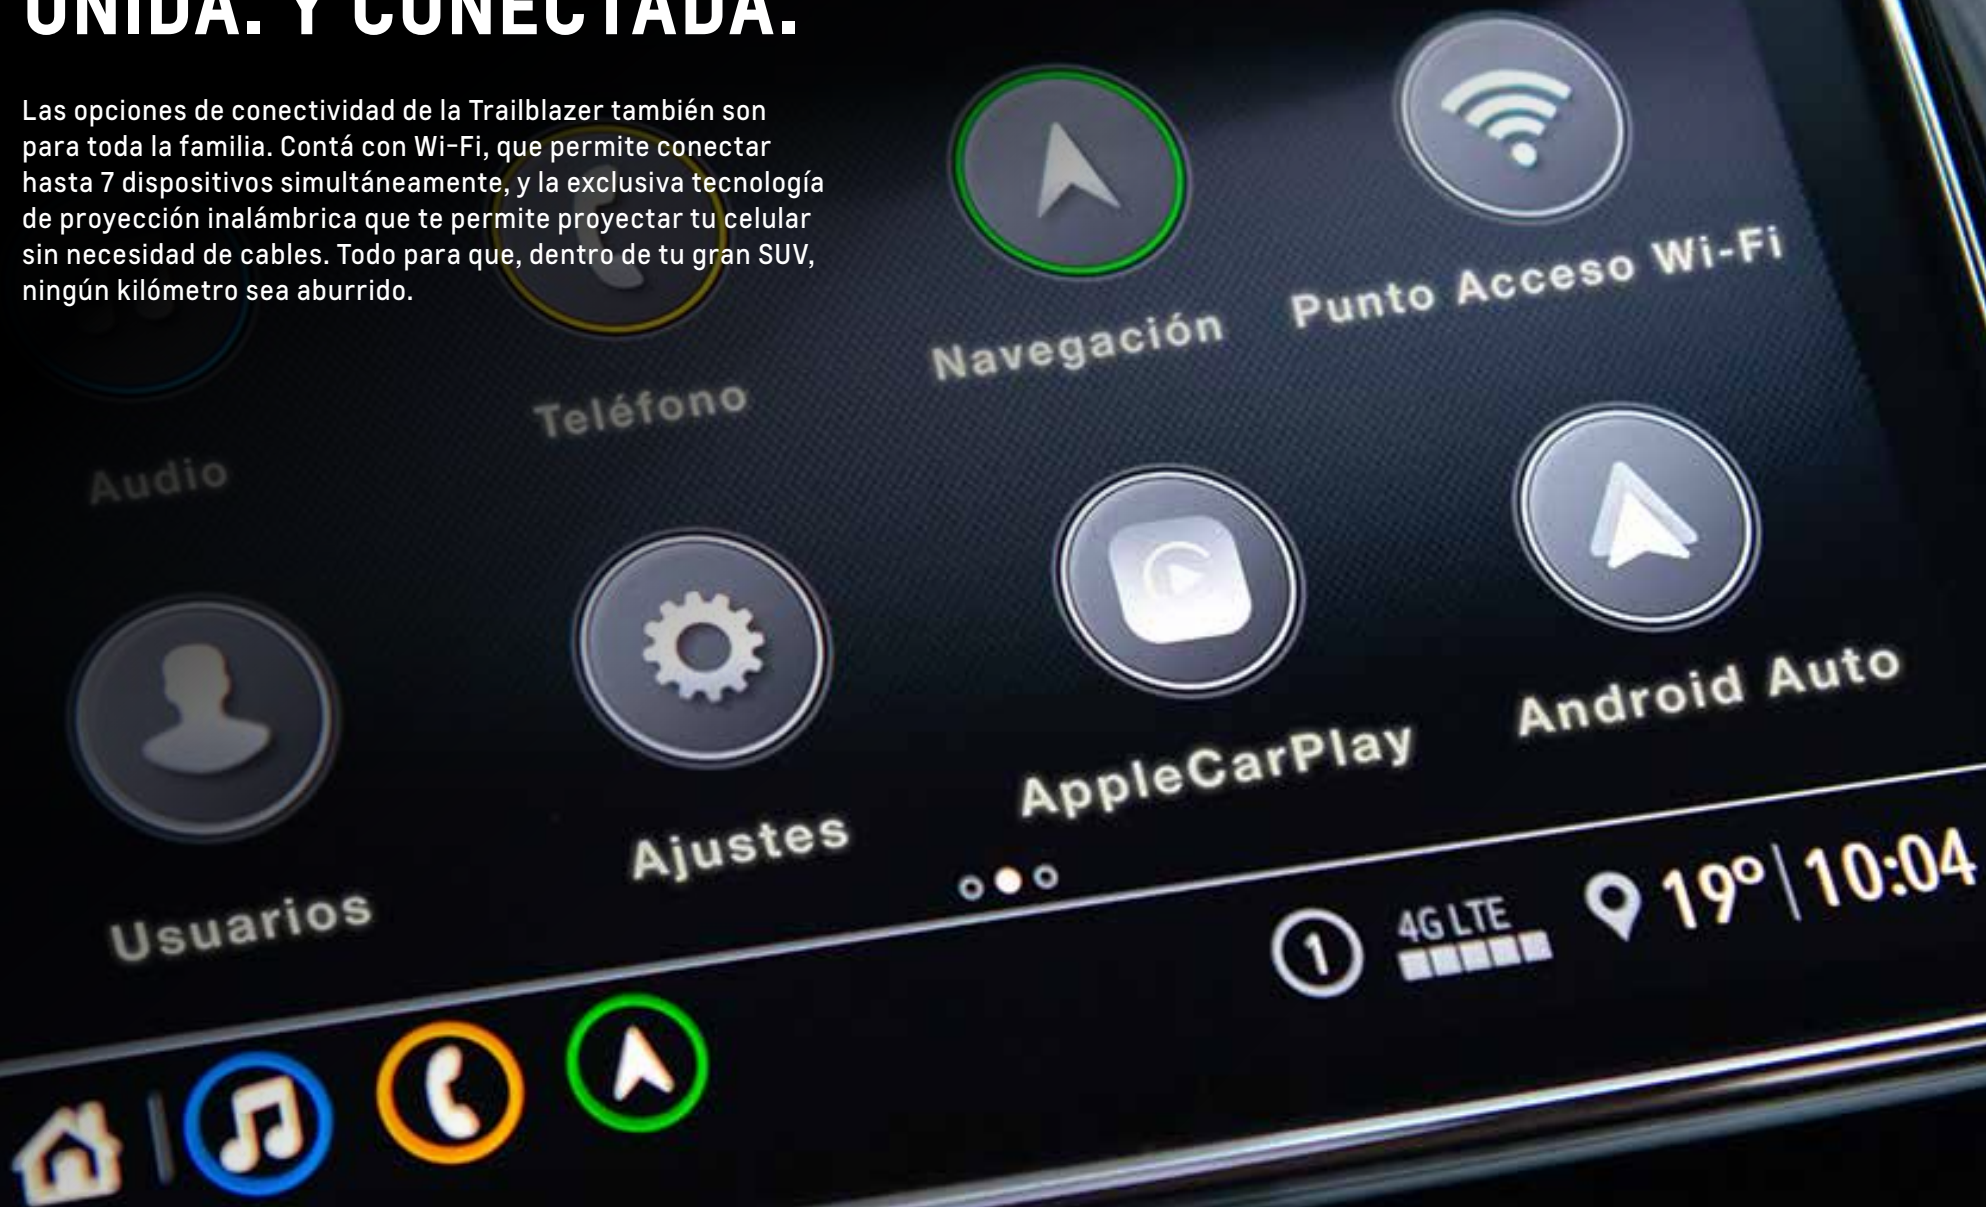 UNIDA. Y CONECTADA.
Las opciones de conectividad de la Trailblazer también son
para toda la familia. Contá con Wi-Fi, que permite conectar
hasta 7 dispositivos simultáneamente, y la exclusiva tecnología
de proyección inalámbrica que te permite proyectar tu celular
sin necesidad de cables. Todo para que, dentro de tu gran SUV,
ningún kilómetro sea aburrido.
Audio
Teléfono
Navegación
Punto Acceso Wi-Fi
Usuarios
Ajustes
AppleCarPlay
Android Auto
1
4G LTE
19°
10:04